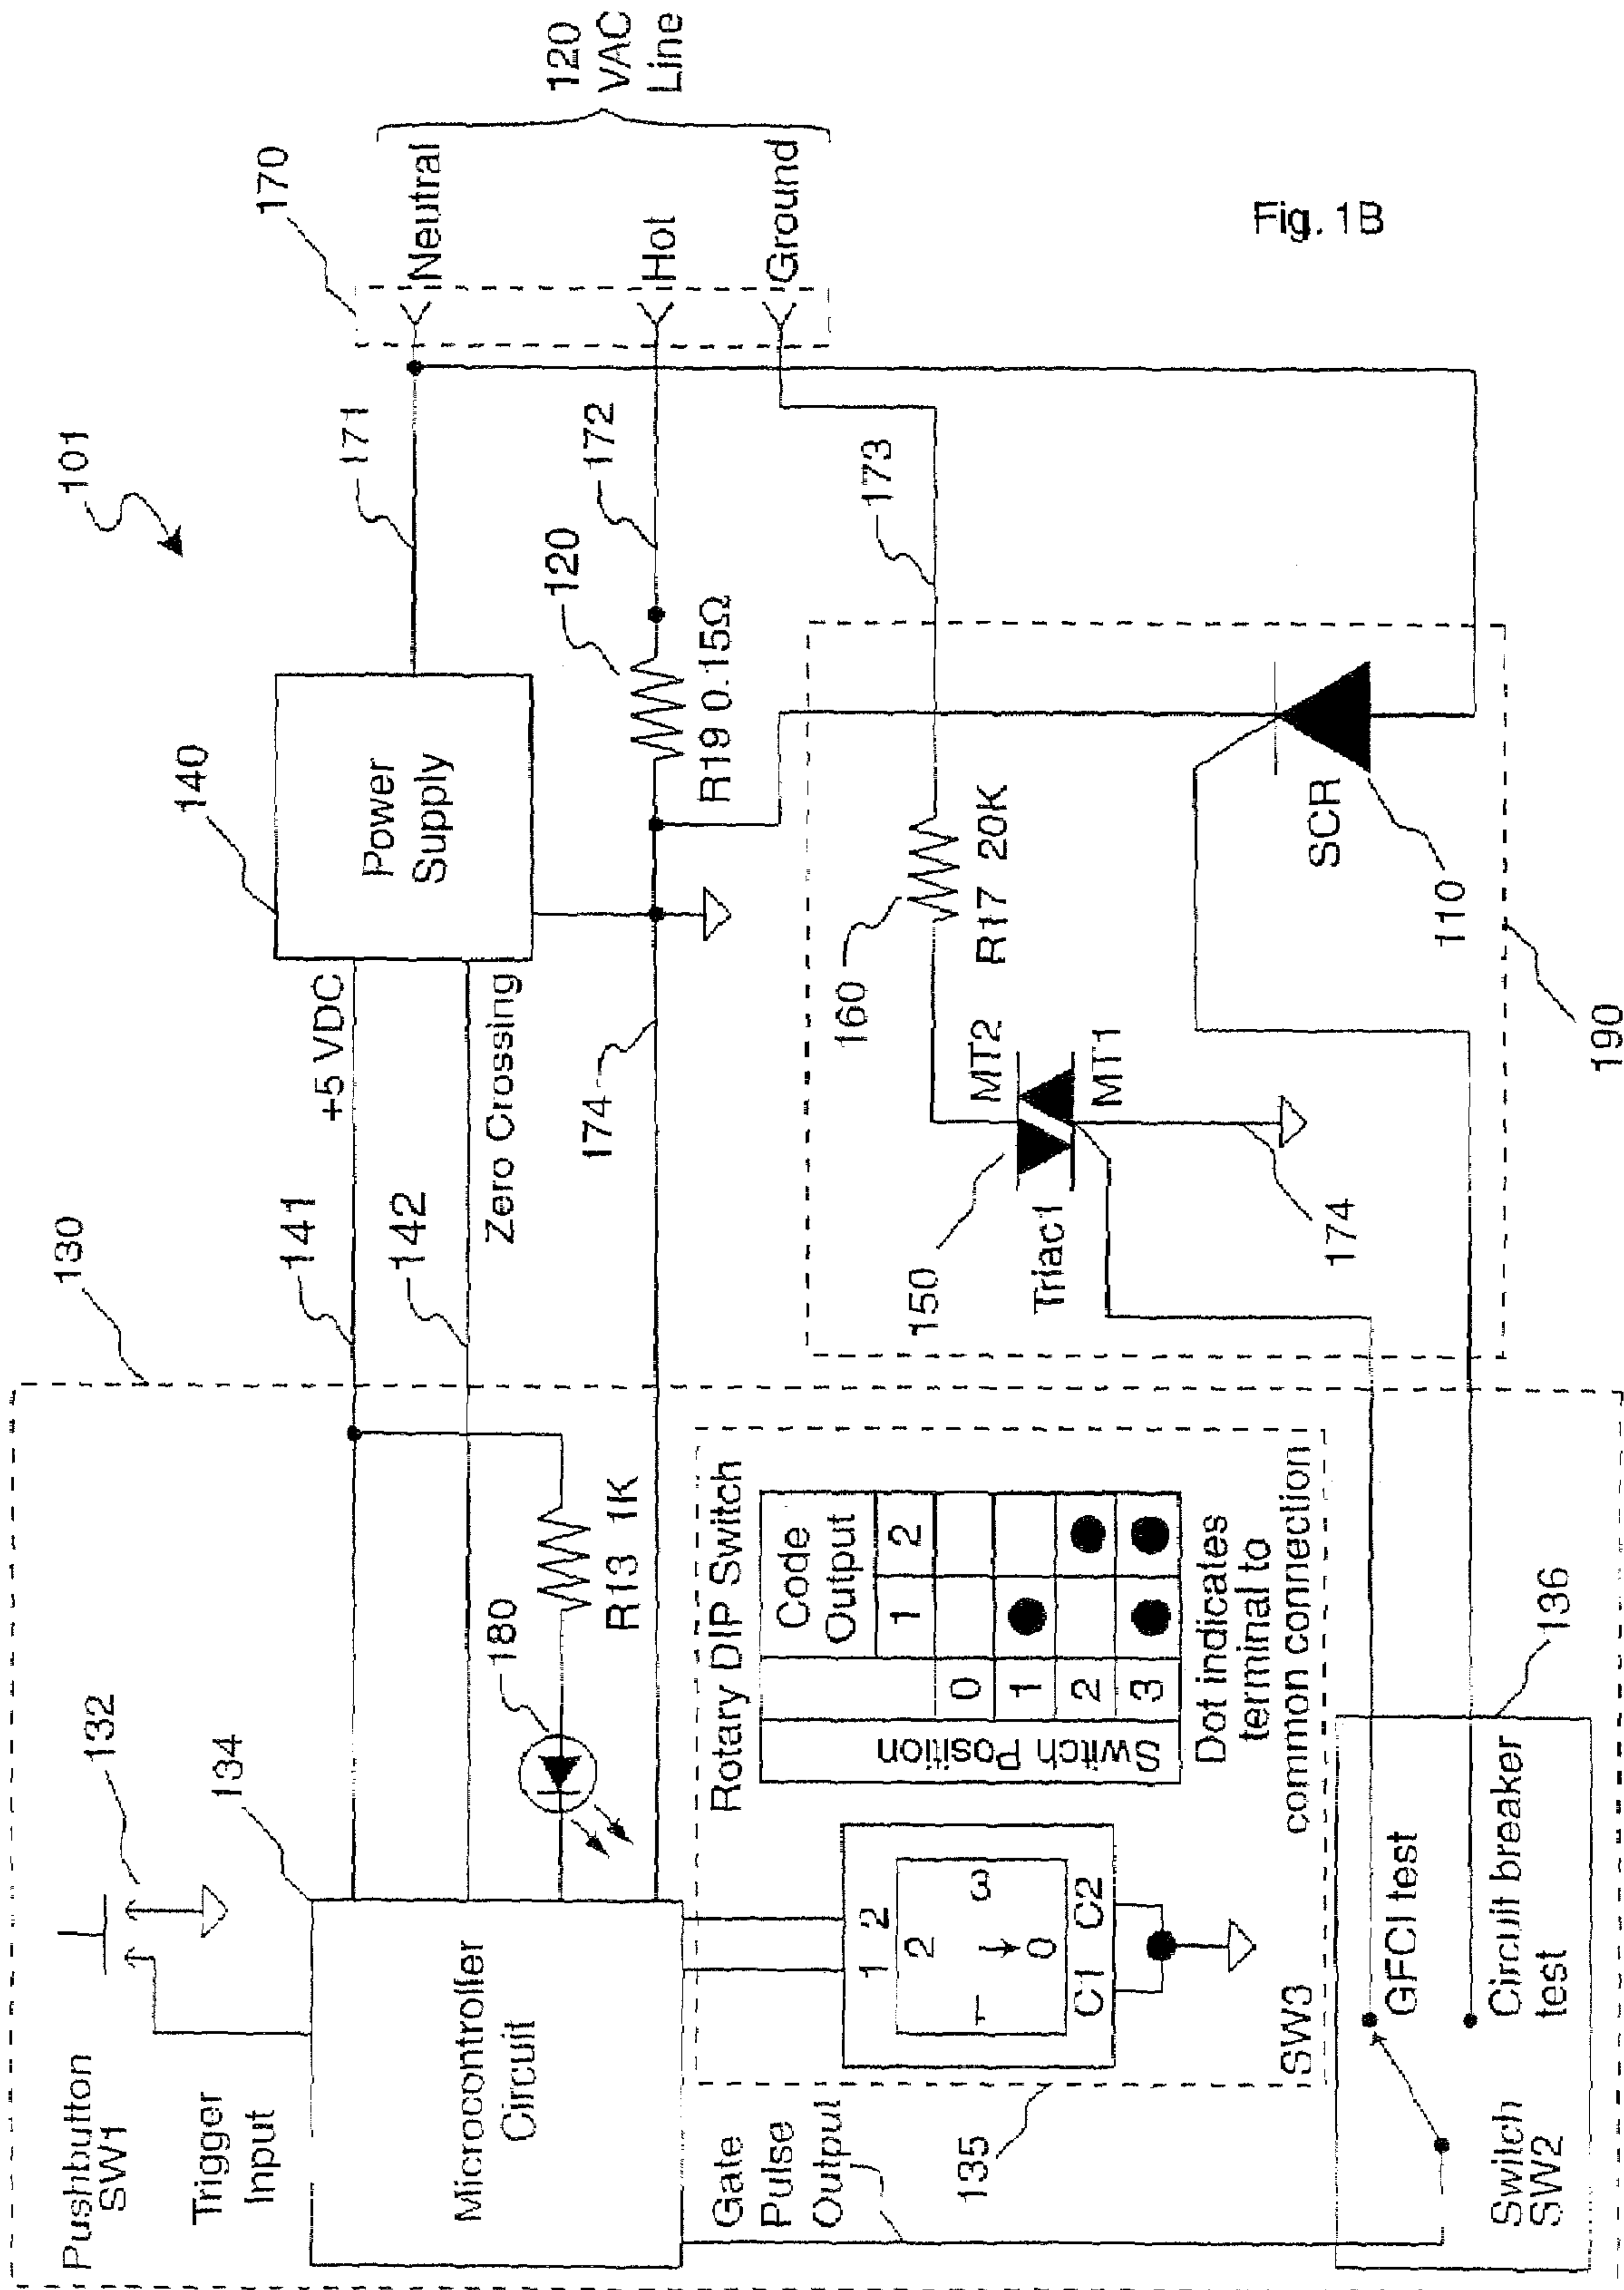 Fig. 1B
101
130
Pushbutton
SW1
132
Trigger
Input
134
Microcontroller
Circuit
141
142
+5 VDC
Zero Crossing
140
Power
Supply
171
170
Neutral
Hot
Ground
120
VAC
Line
120
172
R19 0.15Ω
174
180
R13 1K
173
Rotary DIP Switch
Switch Position
Code
Output
1 2
0
1
2
3
Dot indicates
terminal to
common connection
1 2
2
1 3
0
C1 C2
SW3
135
Gate
Pulse
Output
160
R17 20K
MT2
MT1
150
Triac1
174
SCR
110
190
GFCI test
Circuit breaker
test
Switch
SW2
136